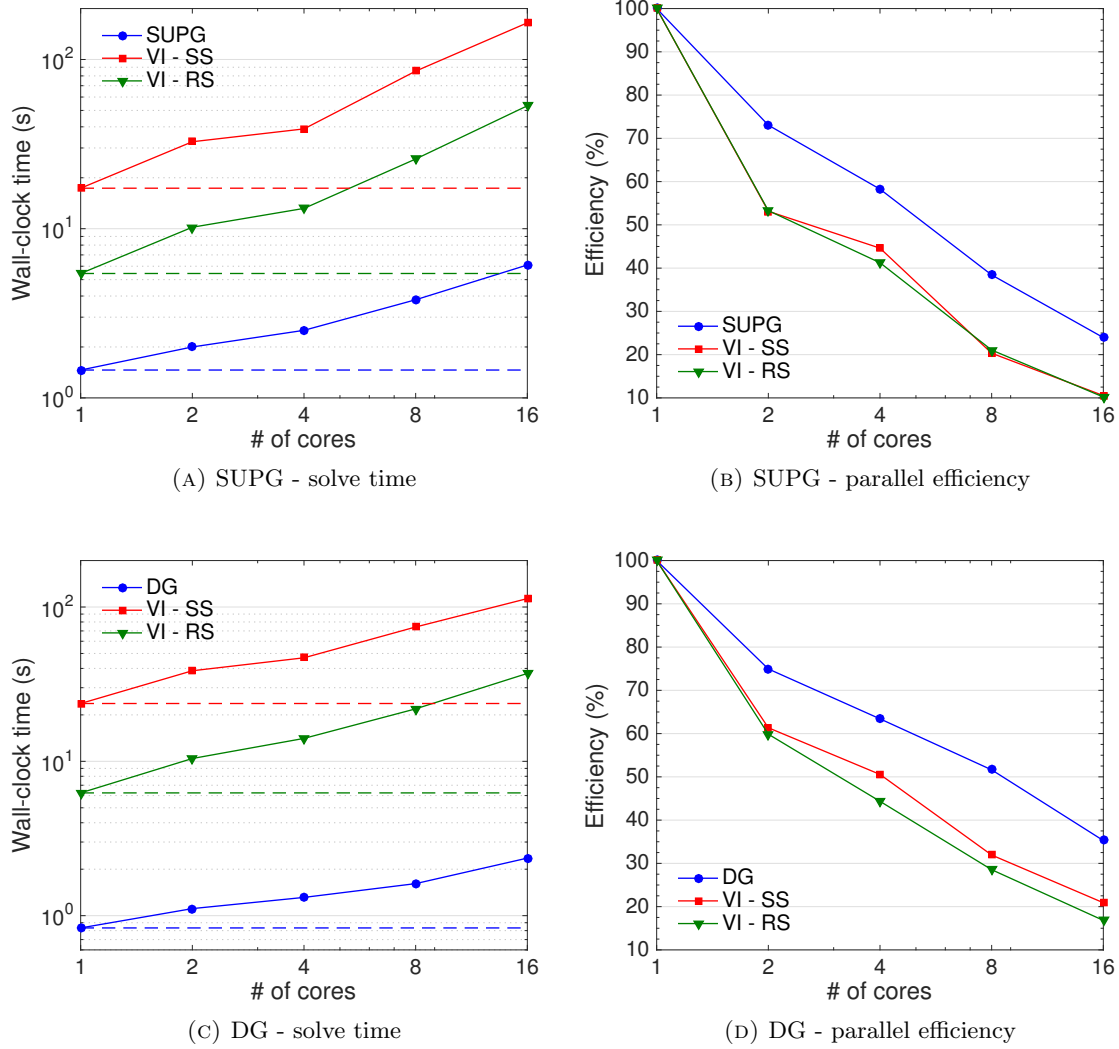 SUPG
VI - SS
VI - RS
10^2
10^1
10^0
Wall-clock time (s)
1 2 4 8 16
# of cores
(A) SUPG - solve time
100
90
80
70
60
50
40
30
20
10
Efficiency (%)
SUPG
VI - SS
VI - RS
1 2 4 8 16
# of cores
(B) SUPG - parallel efficiency
DG
VI - SS
VI - RS
10^2
10^1
10^0
Wall-clock time (s)
1 2 4 8 16
# of cores
(C) DG - solve time
100
90
80
70
60
50
40
30
20
10
Efficiency (%)
DG
VI - SS
VI - RS
1 2 4 8 16
# of cores
(D) DG - parallel efficiency